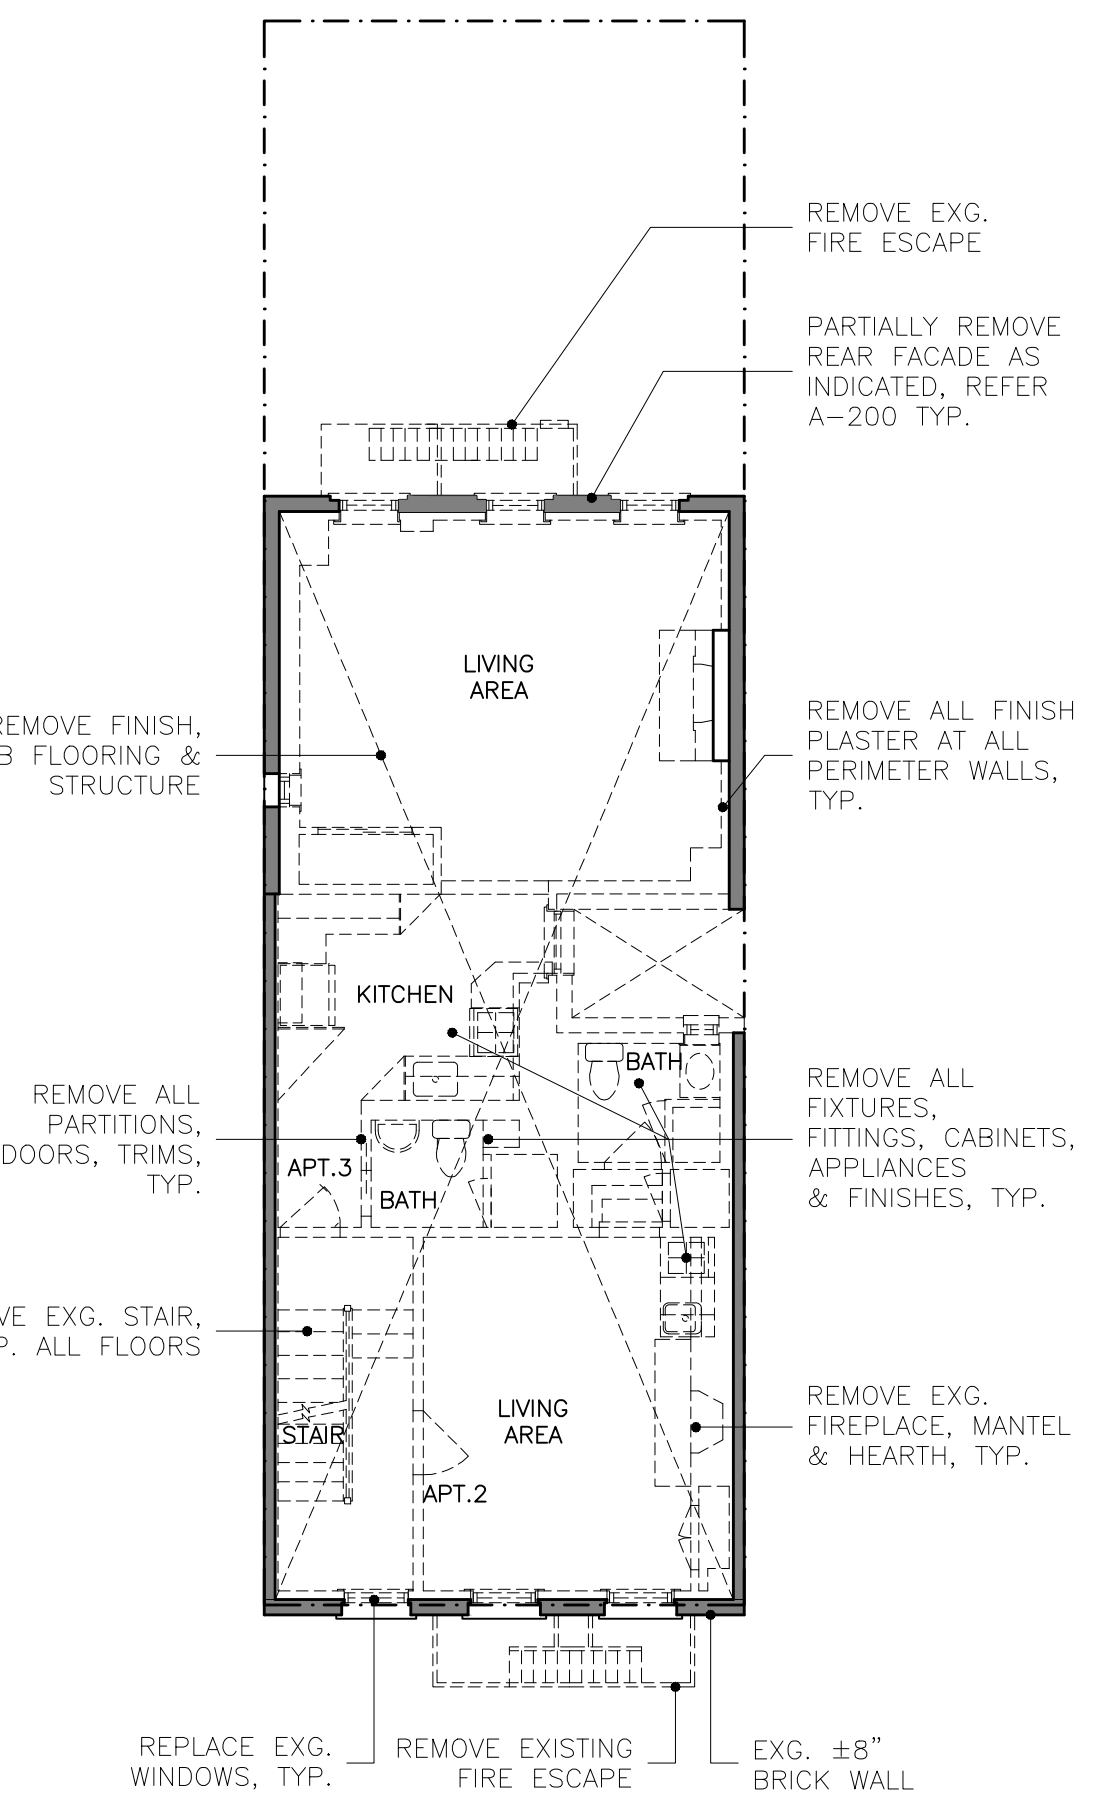 REMOVE EXG.
FIRE ESCAPE
PARTIALLY REMOVE
REAR FACADE AS
INDICATED, REFER
A-200 TYP.
LIVING
AREA
REMOVE FINISH,
FLOORING &
STRUCTURE
REMOVE ALL FINISH
PLASTER AT ALL
PERIMETER WALLS,
TYP.
KITCHEN
BATH
REMOVE ALL
PARTITIONS,
DOORS, TRIMS,
TYP.
APT.3
BATH
REMOVE ALL
FIXTURES,
FITTINGS, CABINETS,
APPLIANCES
& FINISHES, TYP.
EXG. STAIR,
ALL FLOORS
STAIR
LIVING
AREA
APT.2
REMOVE EXG.
FIREPLACE, MANTEL
& HEARTH, TYP.
REPLACE EXG.
WINDOWS, TYP.
REMOVE EXISTING
FIRE ESCAPE
EXG. ±8”
BRICK WALL